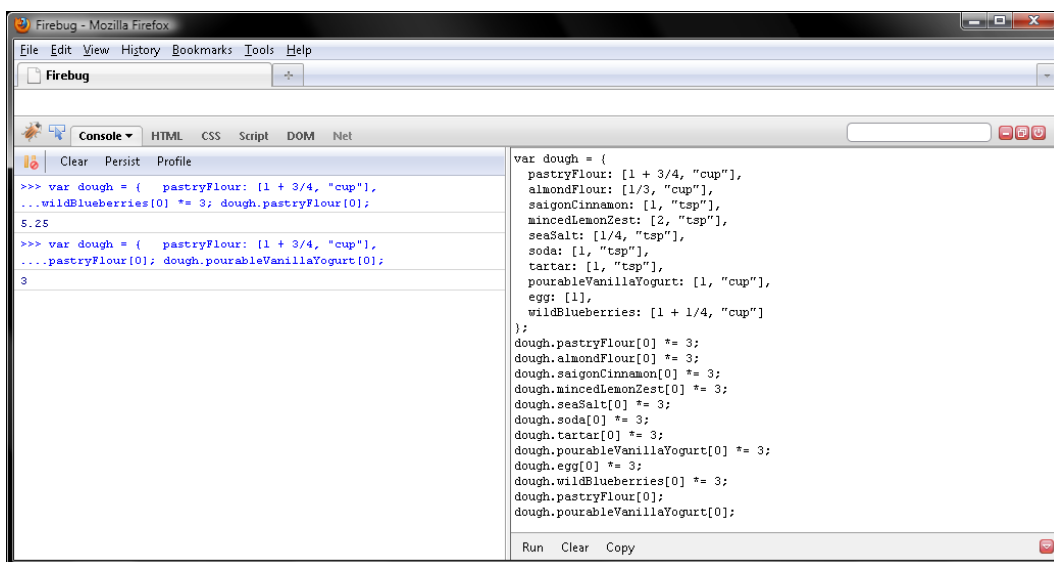 Firebug - Mozilla Firefox
File Edit View History Bookmarks Tools Help
Firebug
Console HTML CSS Script DOM Net
Clear Persist Profile
>>> var dough = {   pastryFlour: [1 + 3/4, "cup"],
...wildBlueberries[0] *= 3; dough.pastryFlour[0];
5.25
>>> var dough = {   pastryFlour: [1 + 3/4, "cup"],
....pastryFlour[0]; dough.pourableVanillaYogurt[0];
3
var dough = {
  pastryFlour: [1 + 3/4, "cup"],
  almondFlour: [1/3, "cup"],
  saigonCinnamon: [1, "tsp"],
  mincedLemonZest: [2, "tsp"],
  seaSalt: [1/4, "tsp"],
  soda: [1, "tsp"],
  tartar: [1, "tsp"],
  pourableVanillaYogurt: [1, "cup"],
  egg: [1],
  wildBlueberries: [1 + 1/4, "cup"]
};
dough.pastryFlour[0] *= 3;
dough.almondFlour[0] *= 3;
dough.saigonCinnamon[0] *= 3;
dough.mincedLemonZest[0] *= 3;
dough.seaSalt[0] *= 3;
dough.soda[0] *= 3;
dough.tartar[0] *= 3;
dough.pourableVanillaYogurt[0] *= 3;
dough.egg[0] *= 3;
dough.wildBlueberries[0] *= 3;
dough.pastryFlour[0];
dough.pourableVanillaYogurt[0];
Run Clear Copy